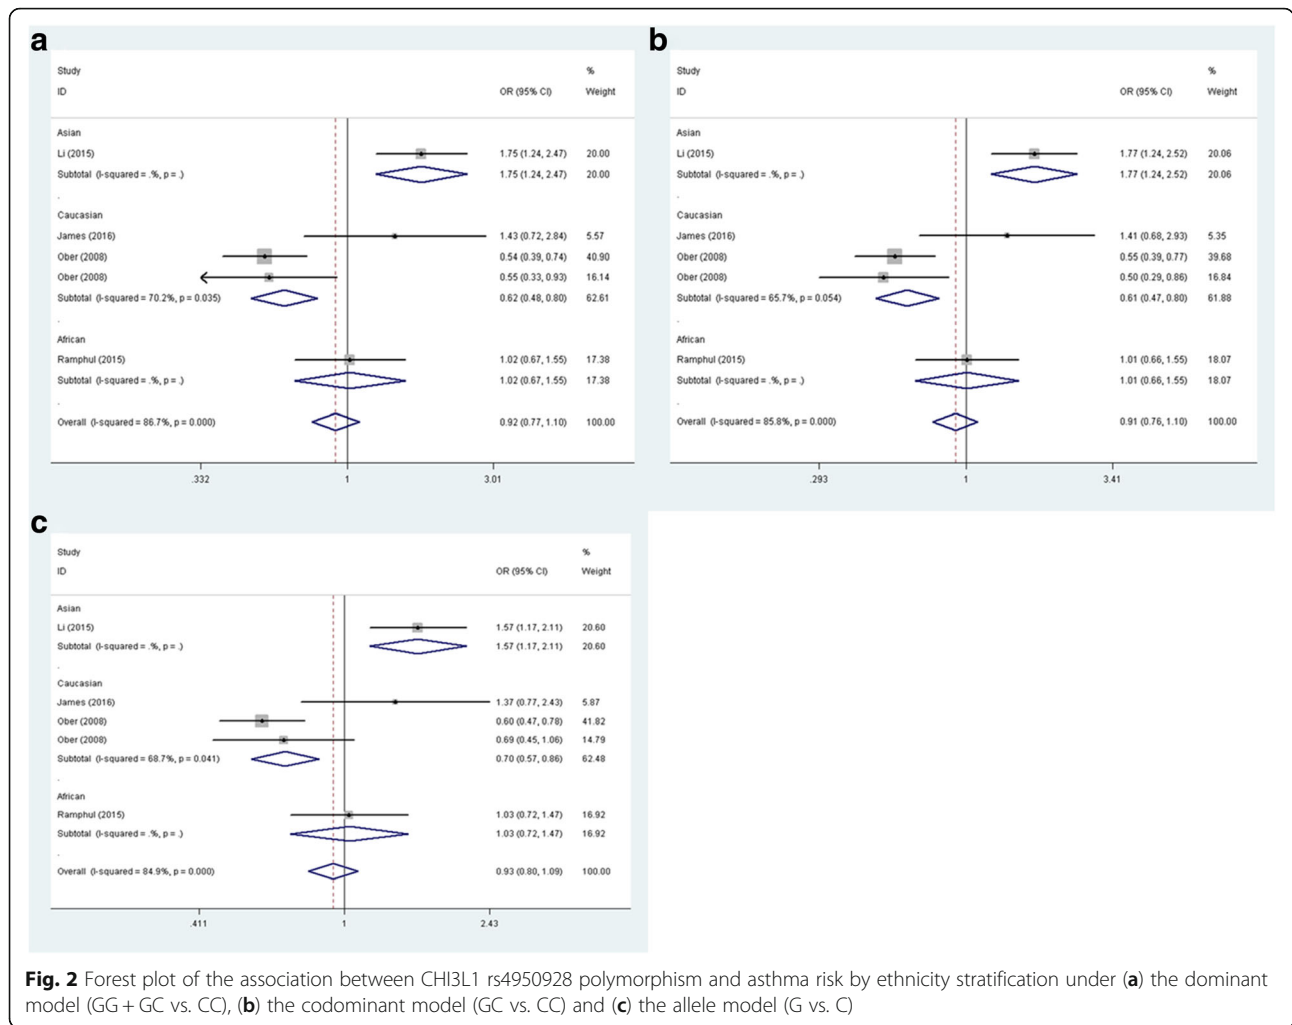 a
Study %
ID OR (95% CI) Weight
Asian
Li (2015) 1.75 (1.24, 2.47) 20.00
Subtotal (I-squared = .%, p = .) 1.75 (1.24, 2.47) 20.00
.
Caucasian
James (2016) 1.43 (0.72, 2.84) 5.57
Ober (2008) 0.54 (0.39, 0.74) 40.90
Ober (2008) 0.55 (0.33, 0.93) 16.14
Subtotal (I-squared = 70.2%, p = 0.035) 0.62 (0.48, 0.80) 62.61
.
African
Ramphul (2015) 1.02 (0.67, 1.55) 17.38
Subtotal (I-squared = .%, p = .) 1.02 (0.67, 1.55) 17.38
.
Overall (I-squared = 86.7%, p = 0.000) 0.92 (0.77, 1.10) 100.00
.332 1 3.01
b
Study %
ID OR (95% CI) Weight
Asian
Li (2015) 1.77 (1.24, 2.52) 20.06
Subtotal (I-squared = .%, p = .) 1.77 (1.24, 2.52) 20.06
.
Caucasian
James (2016) 1.41 (0.68, 2.93) 5.35
Ober (2008) 0.55 (0.39, 0.77) 39.68
Ober (2008) 0.50 (0.29, 0.86) 16.84
Subtotal (I-squared = 65.7%, p = 0.054) 0.61 (0.47, 0.80) 61.88
.
African
Ramphul (2015) 1.01 (0.66, 1.55) 18.07
Subtotal (I-squared = .%, p = .) 1.01 (0.66, 1.55) 18.07
.
Overall (I-squared = 85.8%, p = 0.000) 0.91 (0.76, 1.10) 100.00
.293 1 3.41
c
Study %
ID OR (95% CI) Weight
Asian
Li (2015) 1.57 (1.17, 2.11) 20.60
Subtotal (I-squared = .%, p = .) 1.57 (1.17, 2.11) 20.60
.
Caucasian
James (2016) 1.37 (0.77, 2.43) 5.87
Ober (2008) 0.60 (0.47, 0.78) 41.82
Ober (2008) 0.69 (0.45, 1.06) 14.79
Subtotal (I-squared = 68.7%, p = 0.041) 0.70 (0.57, 0.86) 62.48
.
African
Ramphul (2015) 1.03 (0.72, 1.47) 16.92
Subtotal (I-squared = .%, p = .) 1.03 (0.72, 1.47) 16.92
.
Overall (I-squared = 84.9%, p = 0.000) 0.93 (0.80, 1.09) 100.00
.411 1 2.43
Fig. 2 Forest plot of the association between CHI3L1 rs4950928 polymorphism and asthma risk by ethnicity stratification under (a) the dominant
model (GG + GC vs. CC), (b) the codominant model (GC vs. CC) and (c) the allele model (G vs. C)